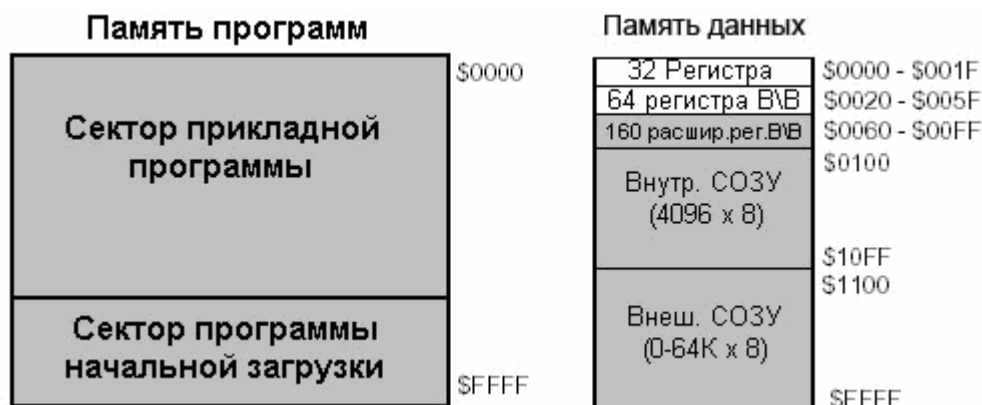 Память программ
$0000
Сектор прикладной
программы
Сектор программы
начальной загрузки
$FFFF
Память данных
32 Регистра
$0000 - $001F
64 регистра В\В
$0020 - $005F
160 расшир.рег.В\В
$0060 - $00FF
$0100
Внутр. СОЗУ
(4096 x 8)
$10FF
$1100
Внеш. СОЗУ
(0-64K x 8)
$FFFF